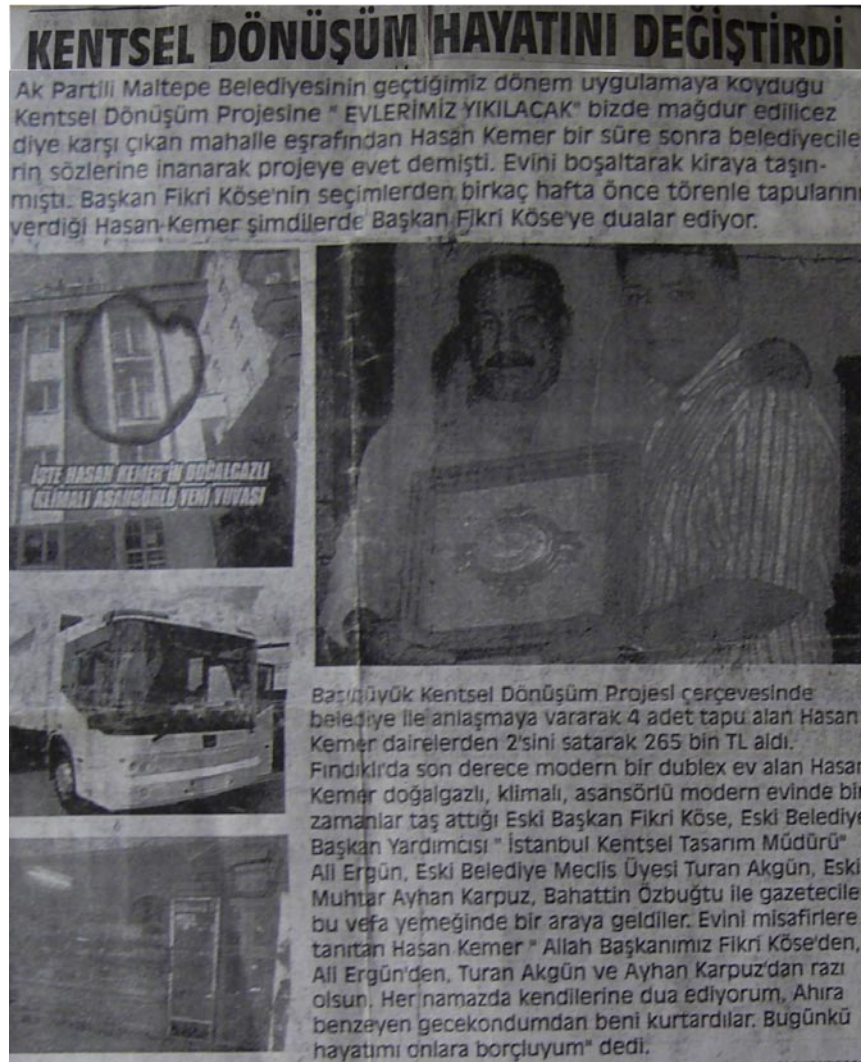 KENTSEL DÖNÜŞÜM HAYATINI DEĞİŞTİRDİ
Ak Partili Maltepe Belediyesinin geçtiğimiz dönem uygulamaya koyduğu
Kentsel Dönüşüm Projesine " EVLERİMİZ YIKILACAK" bizde mağdur edilicez
diye karşı çıkan mahalle eşrafından Hasan Kemer bir süre sonra belediyecile
rin sözlerine inanarak projeye evet demişti. Evini boşaltarak kiraya taşın-
mıştı. Başkan Fikri Köse'nin seçimlerden birkaç hafta önce törenle tapularını
verdiği Hasan Kemer şimdilerde Başkan Fikri Köse'ye dualar ediyor.
İŞTE HASAN KEMER'İN DOĞALGAZLI
KLİMALI ASANSÖRLÜ YENİ YUVASI
Başıbüyük Kentsel Dönüşüm Projesi çerçevesinde
belediye ile anlaşmaya vararak 4 adet tapu alan Hasan
Kemer dairelerden 2'sini satarak 265 bin TL aldı.
Fındıklı'da son derece modern bir dublex ev alan Hasan
Kemer doğalgazlı, klimalı, asansörlü modern evinde bir
zamanlar taş attığı Eski Başkan Fikri Köse, Eski Belediye
Başkan Yardımcısı " İstanbul Kentsel Tasarım Müdürü"
Ali Ergün, Eski Belediye Meclis Üyesi Turan Akgün, Eski
Muhtar Ayhan Karpuz, Bahattin Özbuğtu ile gazetecile
bu vefa yemeğinde bir araya geldiler. Evini misafirlere
tanıtan Hasan Kemer " Allah Başkanımız Fikri Köse'den,
Ali Ergün'den, Turan Akgün ve Ayhan Karpuz'dan razı
olsun. Her namazda kendilerine dua ediyorum, Ahıra
benzeyen gecekondumdan beni kurtardılar. Bugünkü
hayatımı onlara borçluyum" dedi.